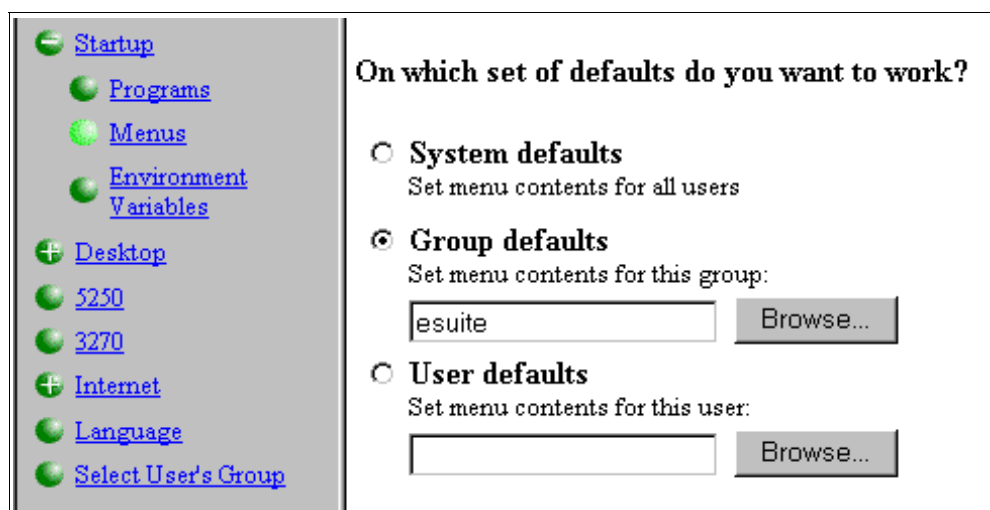 Startup
Programs
Menus
Environment
Variables
Desktop
5250
3270
Internet
Language
Select User's Group
On which set of defaults do you want to work?
System defaults
Set menu contents for all users
Group defaults
Set menu contents for this group:
esuite
Browse...
User defaults
Set menu contents for this user:
Browse...